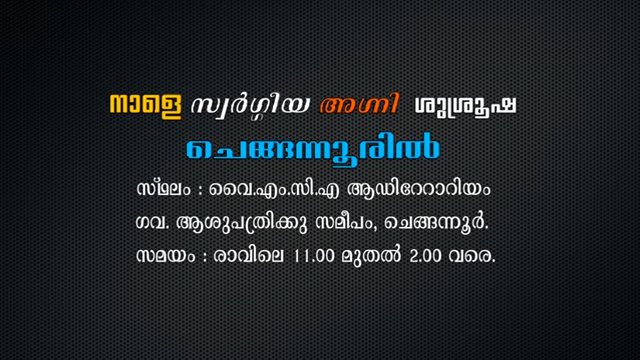 നാളെ സ്വർഗ്ഗീയ അഗ്നി ശുശ്രൂഷ
ചെങ്ങന്നൂരിൽ
സ്ഥലം : വൈ.എം.സി.എ ആഡിറേറാറിയം
ഗവ. ആശുപത്രിക്കു സമീപം, ചെങ്ങന്നൂർ.
സമയം : രാവിലെ 11.00 മുതൽ 2.00 വരെ.